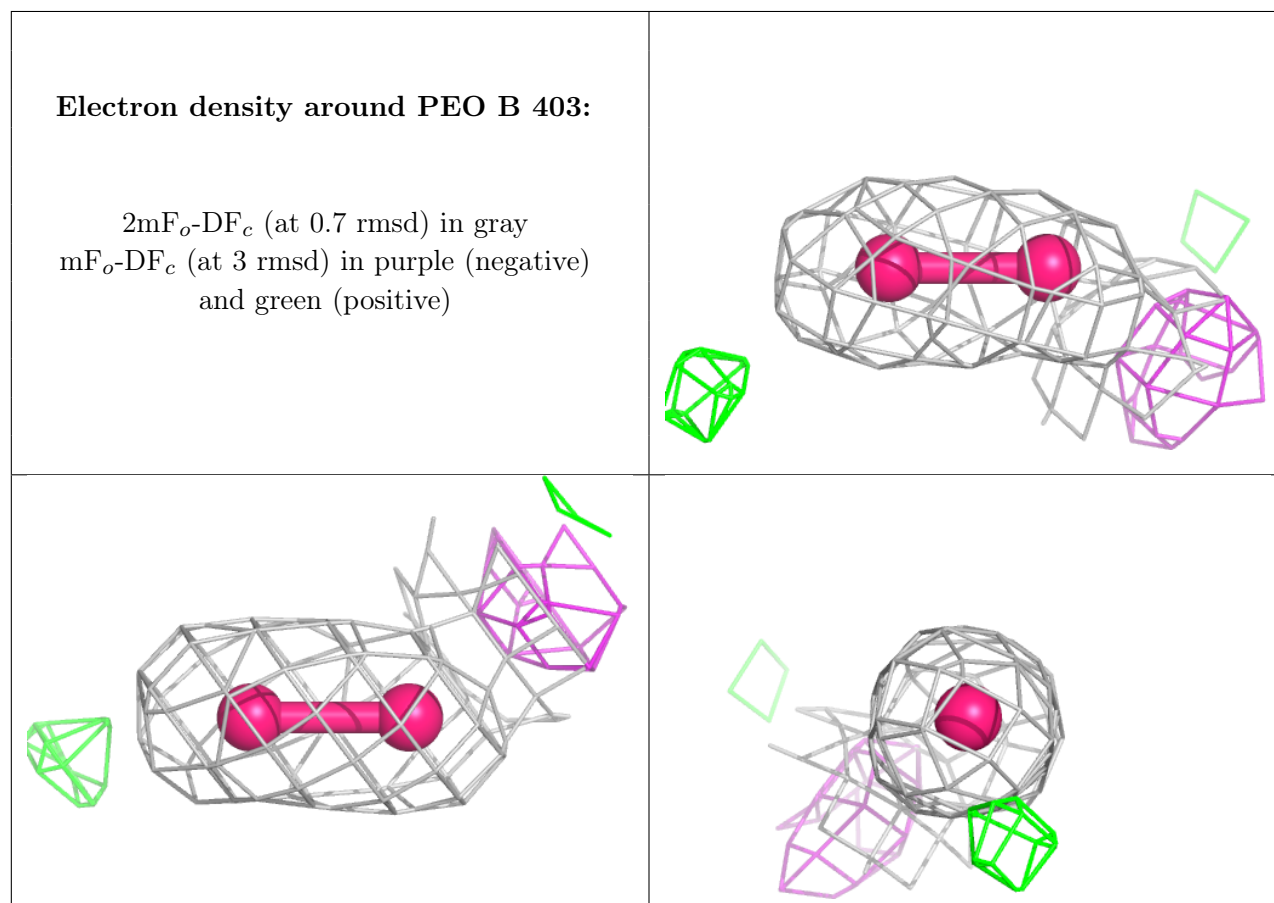 Electron density around PEO B 403:
2mFo-DFc (at 0.7 rmsd) in gray
mFo-DFc (at 3 rmsd) in purple (negative)
and green (positive)